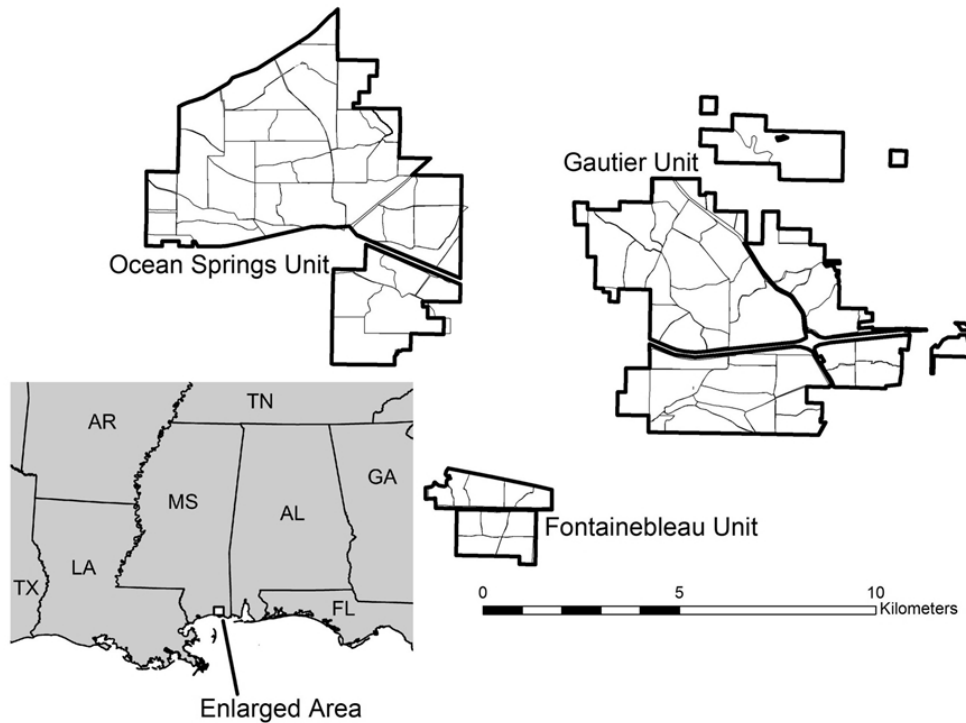 Gautier Unit
Ocean Springs Unit
AR
TN
MS
AL
GA
LA
TX
FL
Enlarged Area
Fontainebleau Unit
0
5
10
Kilometers